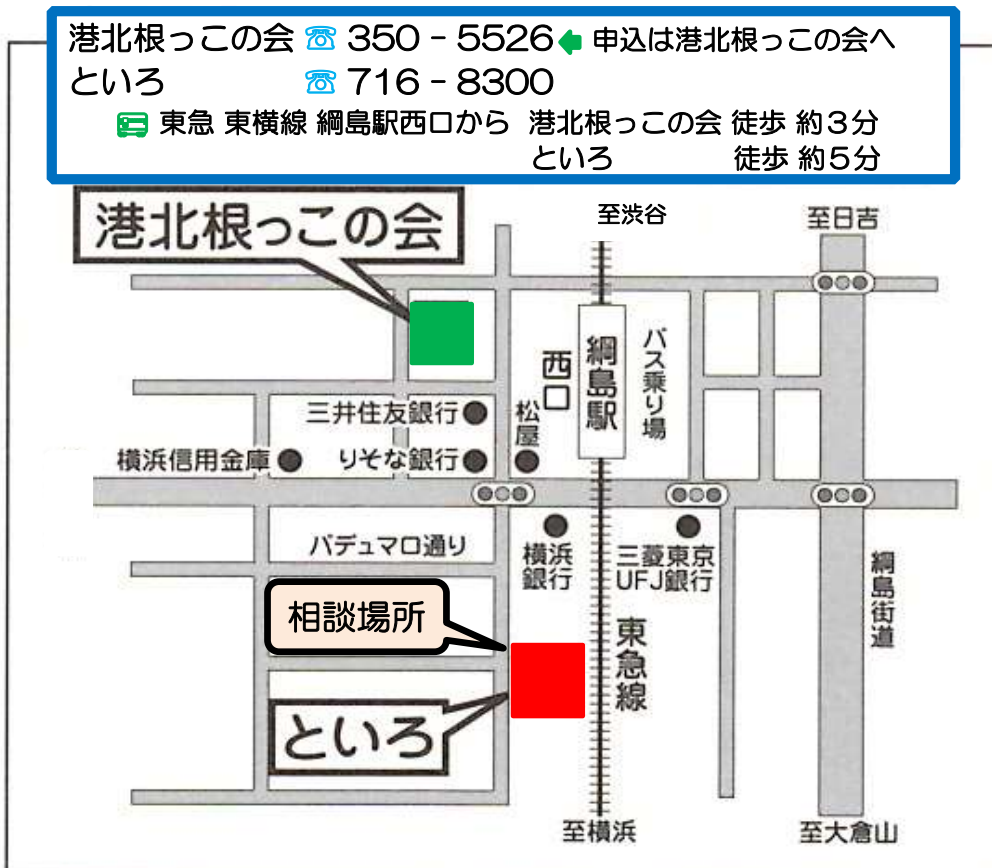 港北根っこの会 ☏ 350 - 5526 申込は港北根っこの会へ
といろ ☏ 716 - 8300
東急 東横線 綱島駅西口から 港北根っこの会 徒歩 約3分
といろ 徒歩 約5分
港北根っこの会
至渋谷
至日吉
綱島駅
西口
バス乗り場
三井住友銀行
松屋
横浜信用金庫
りそな銀行
パデュマロ通り
横浜
銀行
三菱東京
UFJ銀行
綱島街道
相談場所
東急線
といろ
至横浜
至大倉山